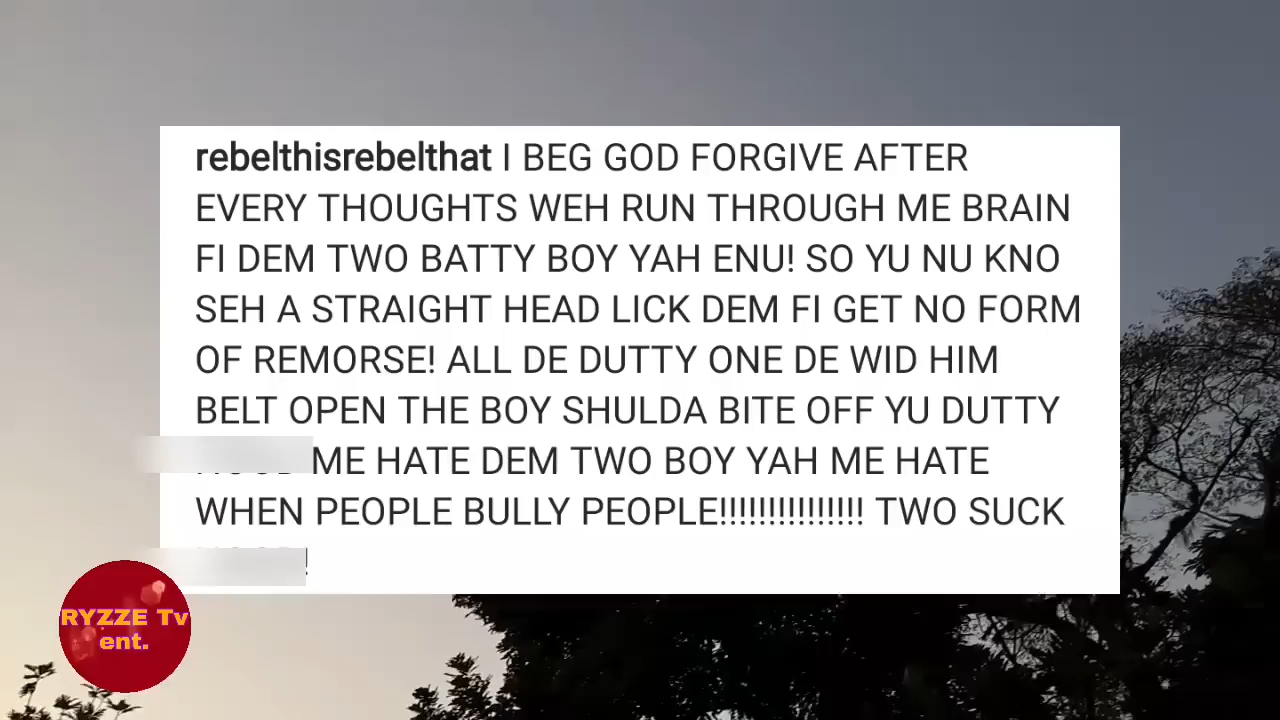 rebelthisrebelthat I BEG GOD FORGIVE AFTER
EVERY THOUGHTS WEH RUN THROUGH ME BRAIN
FI DEM TWO BATTY BOY YAH ENU! SO YU NU KNO
SEH A STRAIGHT HEAD LICK DEM FI GET NO FORM
OF REMORSE! ALL DE DUTTY ONE DE WID HIM
BELT OPEN THE BOY SHULDA BITE OFF YU DUTTY
ME HATE DEM TWO BOY YAH ME HATE
WHEN PEOPLE BULLY PEOPLE!!!!!!!!!!!!!!! TWO SUCK
!
RYZZE Tv
ent.